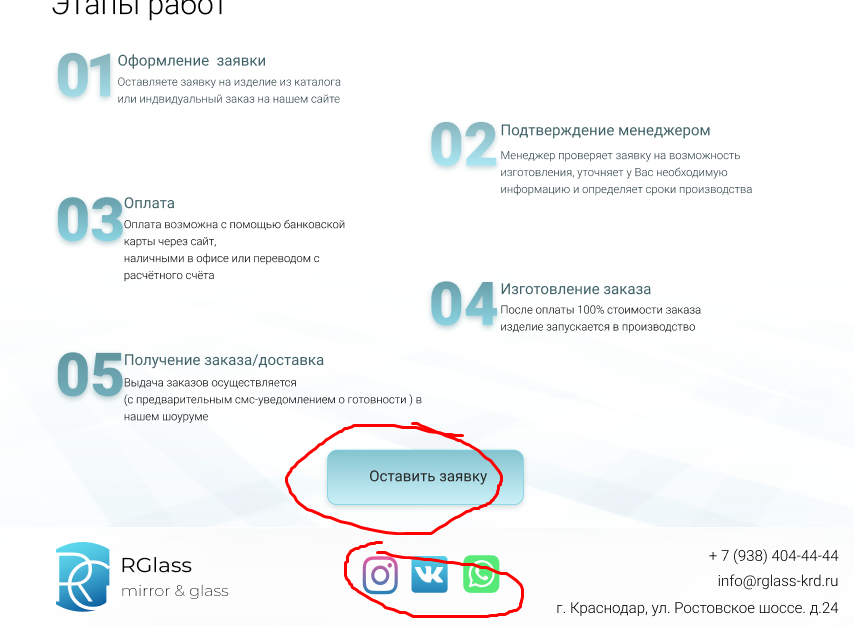 Этапы работ
01
Оформление заявки
Оставляете заявку на изделие из каталога
или индвидуальный заказ на нашем сайте
02
Подтверждение менеджером
Менеджер проверяет заявку на возможность
изготовления, уточняет у Вас необходимую
информацию и определяет сроки производства
03
Оплата
Оплата возможна с помощью банковской
карты через сайт,
наличными в офисе или переводом с
расчётного счёта
04
Изготовление заказа
После оплаты 100% стоимости заказа
изделие запускается в производство
05
Получение заказа/доставка
Выдача заказов осуществляется
(с предварительным смс-уведомлением о готовности ) в
нашем шоуруме
Оставить заявку
RGlass
mirror & glass
+ 7 (938) 404-44-44
info@rglass-krd.ru
г. Краснодар, ул. Ростовское шоссе. д.24